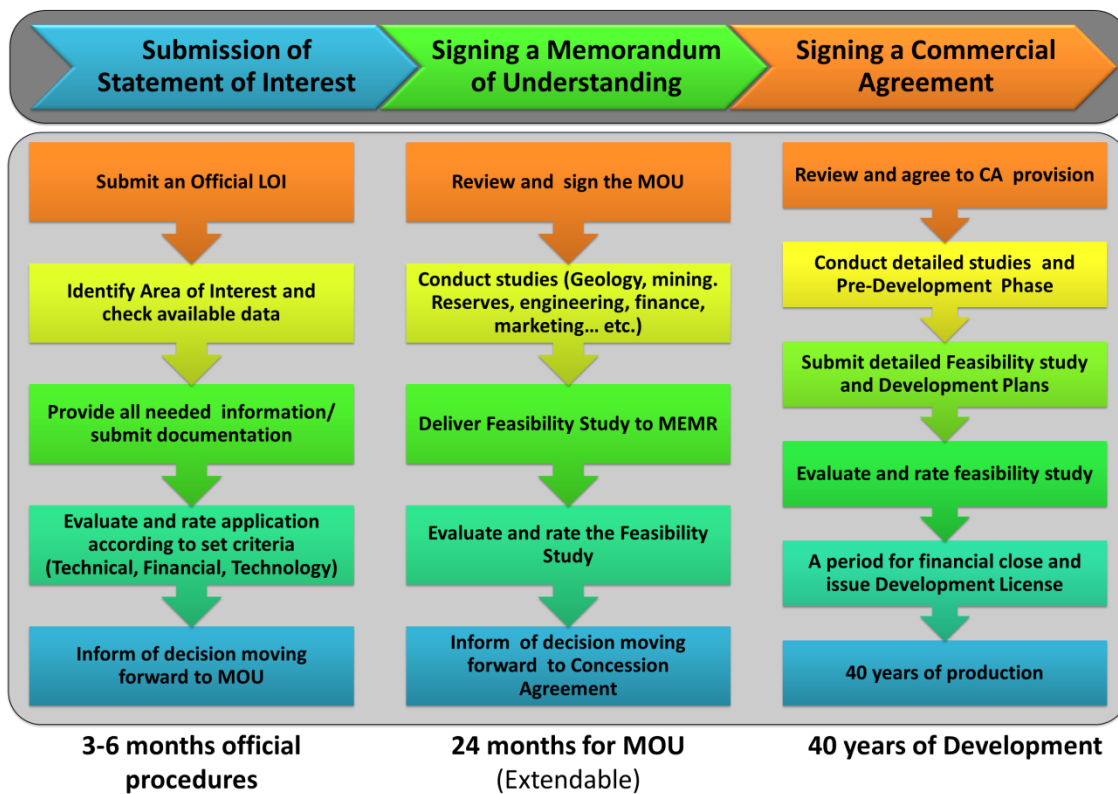 Submission of
Statement of Interest
Signing a Memorandum
of Understanding
Signing a Commercial
Agreement
Submit an Official LOI
Identify Area of Interest and
check available data
Provide all needed information/
submit documentation
Evaluate and rate application
according to set criteria
(Technical, Financial, Technology)
Inform of decision moving
forward to MOU
3-6 months official
procedures
Review and sign the MOU
Conduct studies (Geology, mining.
Reserves, engineering, finance,
marketing... etc.)
Deliver Feasibility Study to MEMR
Evaluate and rate the Feasibility
Study
Inform of decision moving
forward to Concession
Agreement
24 months for MOU
(Extendable)
Review and agree to CA provision
Conduct detailed studies and
Pre-Development Phase
Submit detailed Feasibility study
and Development Plans
Evaluate and rate feasibility study
A period for financial close and
issue Development License
40 years of production
40 years of Development